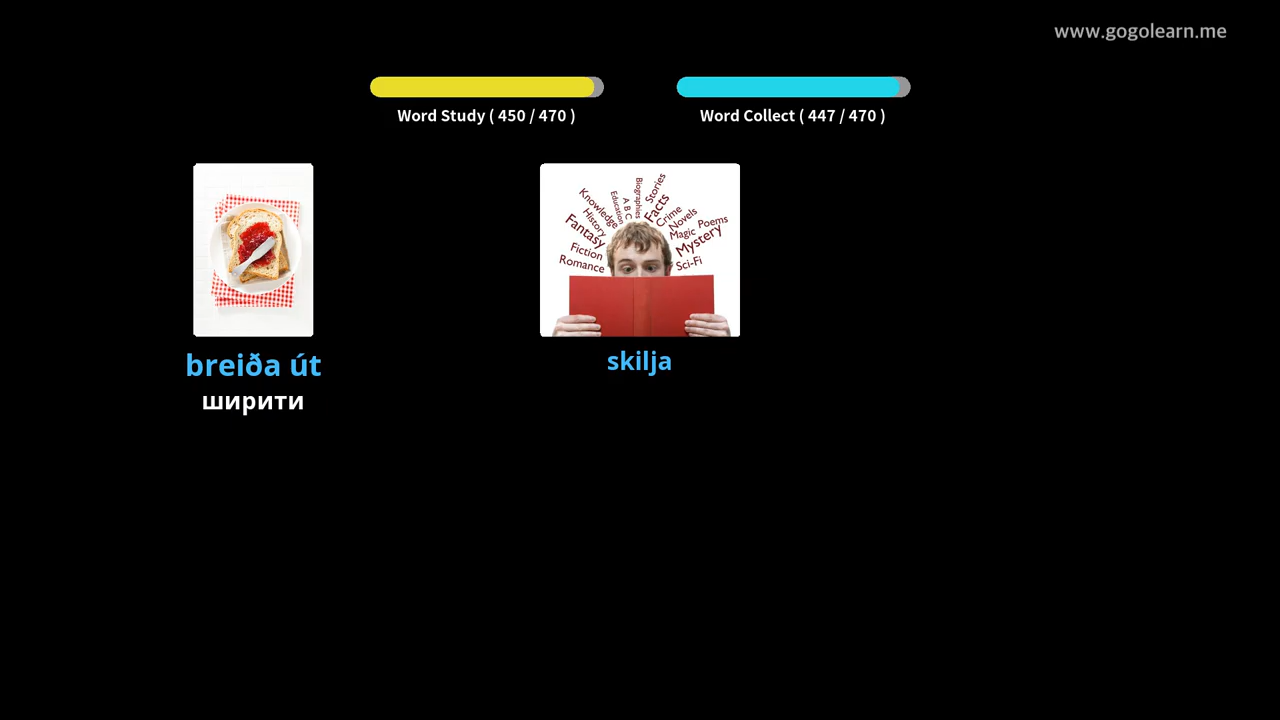 www.gogolearn.me
Word Study ( 450 / 470 )
Word Collect ( 447 / 470 )
Knowledge
Education
A B C
Biographies
Stories
Facts
Crime
Novels
Magic
Poems
Mystery
Sci-Fi
History
Fantasy
Fiction
Romance
breiða út
ширити
skilja